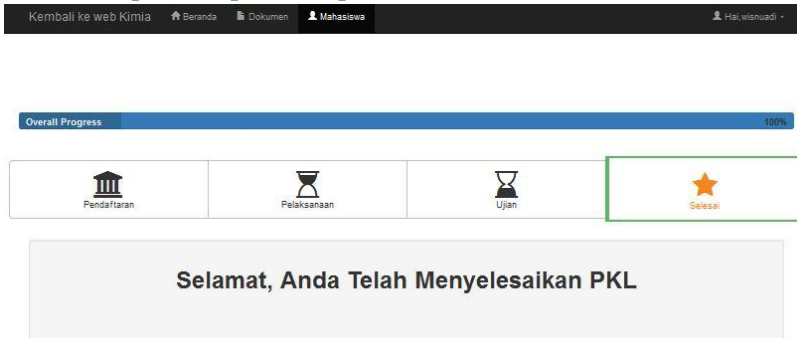 Kembali ke web Kimia Beranda Dokumen Mahasiswa Hai,wisnuadi
Overall Progress 100%
Pendaftaran Pelaksanaan Ujian Selesai
Selamat, Anda Telah Menyelesaikan PKL